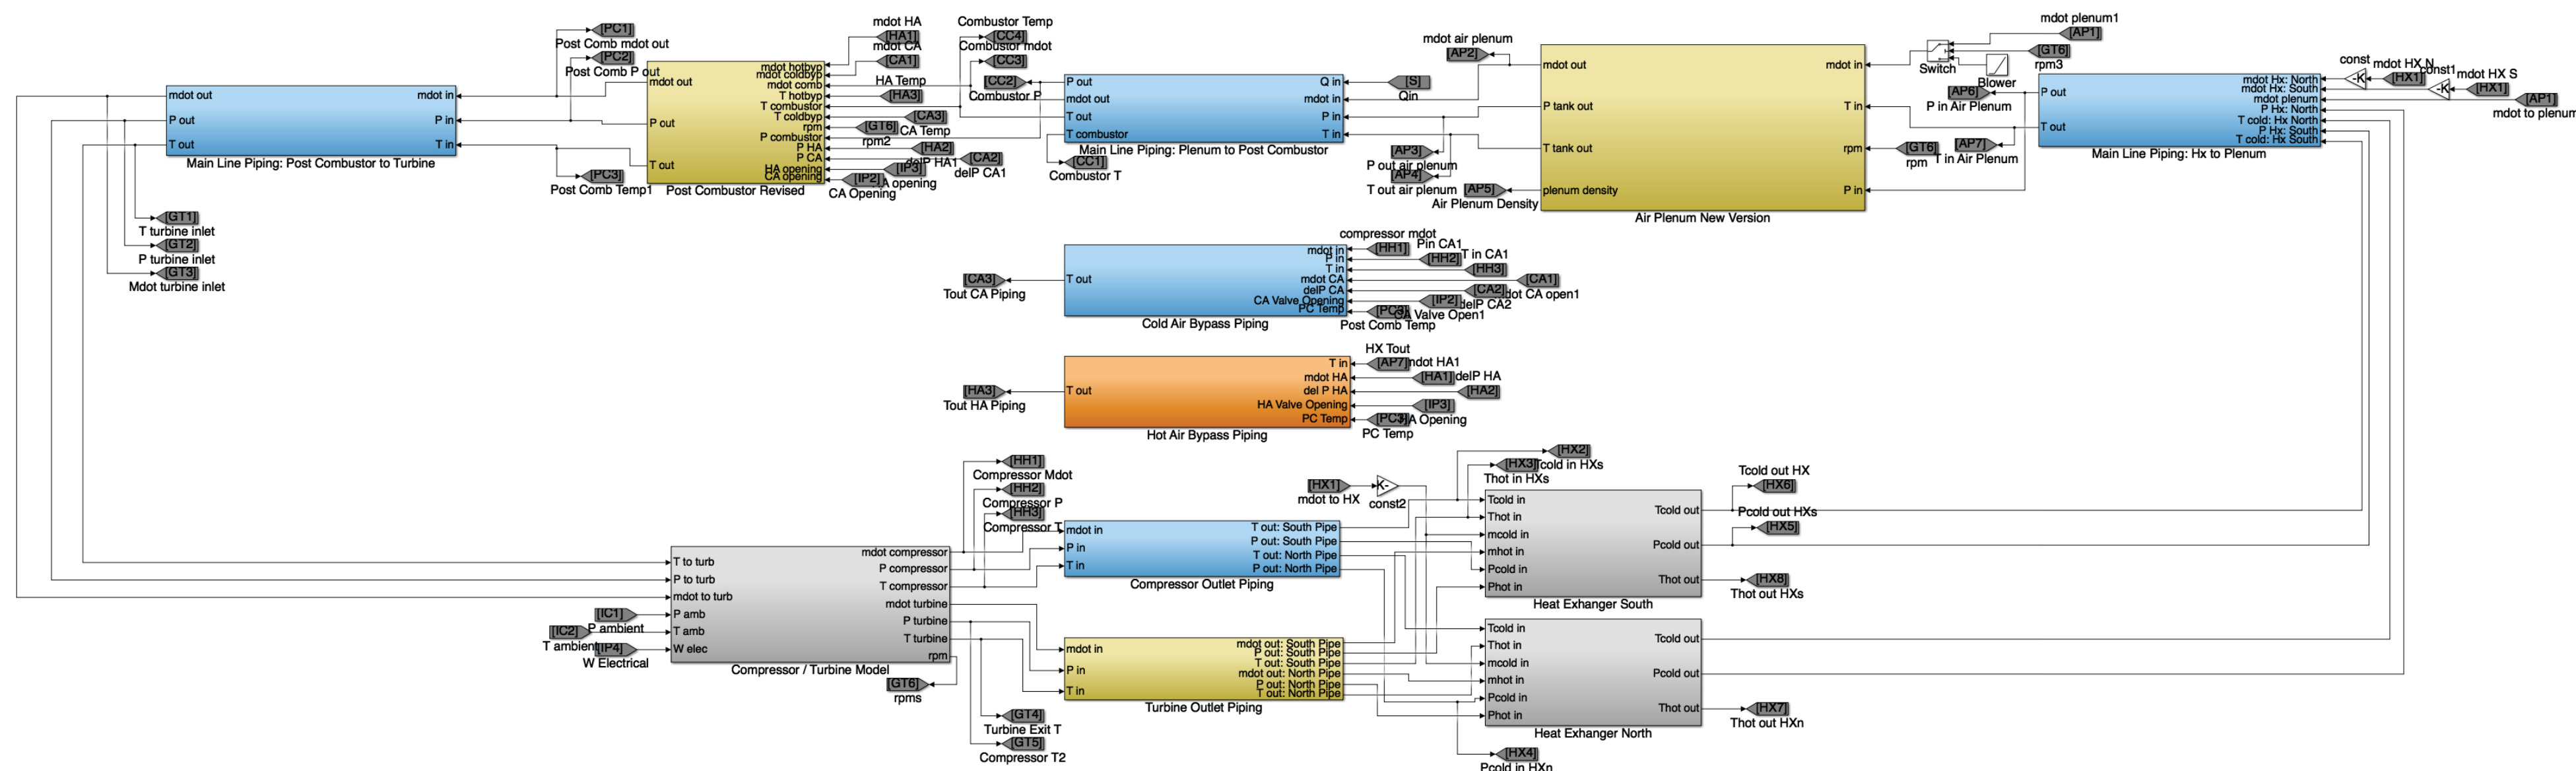 [PC1]
Post Comb mdot out
[PC2]
Post Comb P out
mdot out
P out
T out
mdot in
P in
T in
Main Line Piping: Post Combustor to Turbine
[PC3]
Post Comb Temp1
[GT1]
T turbine inlet
[GT2]
P turbine inlet
[GT3]
Mdot turbine inlet
mdot HA
[HA1]
mdot CA
[CA1]
HA Temp
[HA3]
[CA3]
CA Temp
[GT6]
rpm2
[HA2]
delP HA1
[CA2]
delP CA1
[IP3]
opening
[IP2]
CA Opening
mdot out
P out
T out
mdot hotbyp
mdot coldbyp
mdot comb
T hotbyp
T combustor
T coldbyp
rpm
P combustor
P HA
P CA
HA opening
CA opening
Post Combustor Revised
Combustor Temp
[CC4]
Combustor mdot
[CC3]
[CC2]
Combustor P
[CC1]
Combustor T
P out
mdot out
T out
T combustor
Q in
mdot in
P in
T in
Main Line Piping: Plenum to Post Combustor
[S]
Qin
mdot air plenum
[AP2]
[AP3]
P out air plenum
[AP4]
T out air plenum
[AP5]
Air Plenum Density
mdot out
P tank out
T tank out
plenum density
mdot in
T in
rpm
P in
Air Plenum New Version
mdot plenum1
[AP1]
[GT6]
rpm3
Switch
Blower
[AP6]
P in Air Plenum
[AP7]
T in Air Plenum
[GT6]
rpm
P out
T out
mdot Hx: North
mdot Hx: South
mdot plenum
P Hx: North
T cold: Hx North
P Hx: South
T cold: Hx South
Main Line Piping: Hx to Plenum
const
-K
mdot HX N
[HX1]
const1
-K
mdot HX S
[HX1]
[AP1]
mdot to plenum
compressor mdot
[HH1]
Pin CA1
[HH2]
T in CA1
[HH3]
[CA1]
dot CA open1
[CA2]
delP CA2
[IP2]
CA Valve Open1
[PC3]
Post Comb Temp
mdot in
P in
T in
mdot CA
delP CA
CA Valve Opening
PC Temp
T out
[CA3]
Tout CA Piping
Cold Air Bypass Piping
HX Tout
[AP7]
mdot HA1
[HA1]
delP HA
[HA2]
[IP3]
HA Opening
[PC3]
PC Temp
T in
mdot HA
del P HA
HA Valve Opening
PC Temp
T out
[HA3]
Tout HA Piping
Hot Air Bypass Piping
[HH1]
Compressor Mdot
[HH2]
Compressor P
[HH3]
Compressor T
T to turb
P to turb
mdot to turb
P amb
T amb
W elec
mdot compressor
P compressor
T compressor
mdot turbine
P turbine
T turbine
rpm
Compressor / Turbine Model
[IC1]
P ambient
[IC2]
T ambient
[IP4]
W Electrical
[GT6]
rpms
[GT4]
Turbine Exit T
[GT5]
Compressor T2
mdot in
P in
T in
T out: South Pipe
P out: South Pipe
T out: North Pipe
P out: North Pipe
Compressor Outlet Piping
mdot in
P in
T in
mdot out: South Pipe
P out: South Pipe
T out: South Pipe
mdot out: North Pipe
P out: North Pipe
T out: North Pipe
Turbine Outlet Piping
[HX1]
mdot to HX
K-
const2
[HX2]
Tcold in HXs
[HX3]
Thot in HXs
Tcold in
Thot in
mcold in
mhot in
Pcold in
Phot in
Tcold out
Pcold out
Thot out
Heat Exhanger South
Tcold out HX
[HX6]
Pcold out HXs
[HX5]
[HX8]
Thot out HXs
Tcold in
Thot in
mcold in
mhot in
Pcold in
Phot in
Tcold out
Pcold out
Thot out
Heat Exhanger North
[HX7]
Thot out HXn
[HX4]
Pcold in HXn